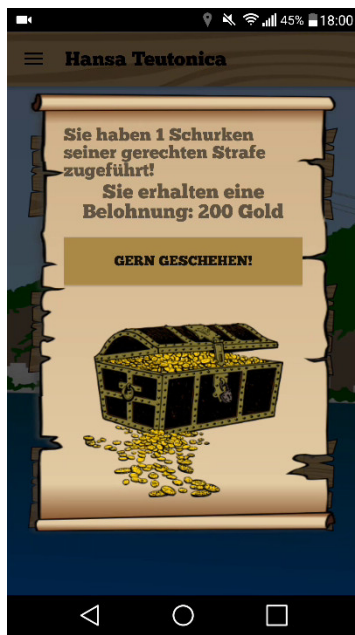 45% 18:00
Hansa Teutonica
Sie haben 1 Schurken
seiner gerechten Strafe
zugeführt!
Sie erhalten eine
Belohnung: 200 Gold
GERN GESCHEHEN!